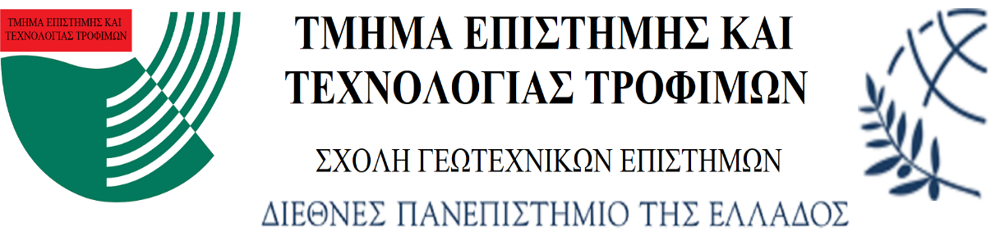 ΤΜΗΜΑ ΕΠΙΣΤΗΜΗΣ ΚΑΙ
ΤΕΧΝΟΛΟΓΙΑΣ ΤΡΟΦΙΜΩΝ
ΤΜΗΜΑ ΕΠΙΣΤΗΜΗΣ ΚΑΙ
ΤΕΧΝΟΛΟΓΙΑΣ ΤΡΟΦΙΜΩΝ
ΣΧΟΛΗ ΓΕΩΤΕΧΝΙΚΩΝ ΕΠΙΣΤΗΜΩΝ
ΔΙΕΘΝΕΣ ΠΑΝΕΠΙΣΤΗΜΙΟ ΤΗΣ ΕΛΛΑΔΟΣ